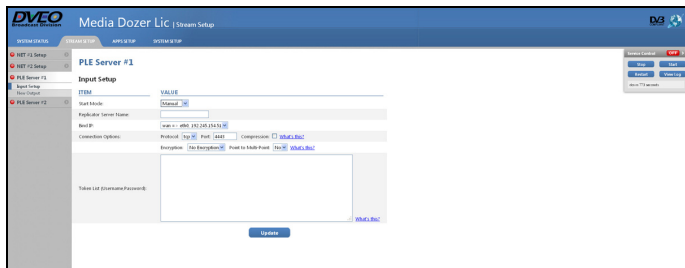 DVEO
Broadcast Division
Media Dozer Lic | Stream Setup
DVB
SYSTEM STATUS
STREAM SETUP
APPS SETUP
SYSTEM SETUP
NET #1 Setup
NET #2 Setup
PLE Server #1
Input Setup
New Output
PLE Server #2
PLE Server #1
Input Setup
ITEM VALUE
Start Mode: Manual
Replicator Server Name:
Bind IP:
Connection Options: Protocol: Port: 4444 Compression: What's this?
Encryption: No Encryption Point to Multi-Point: No What's this?
Token List (Username,Password):
What's this?
Update
Service Control OFF
Stop Start
Restart View Log